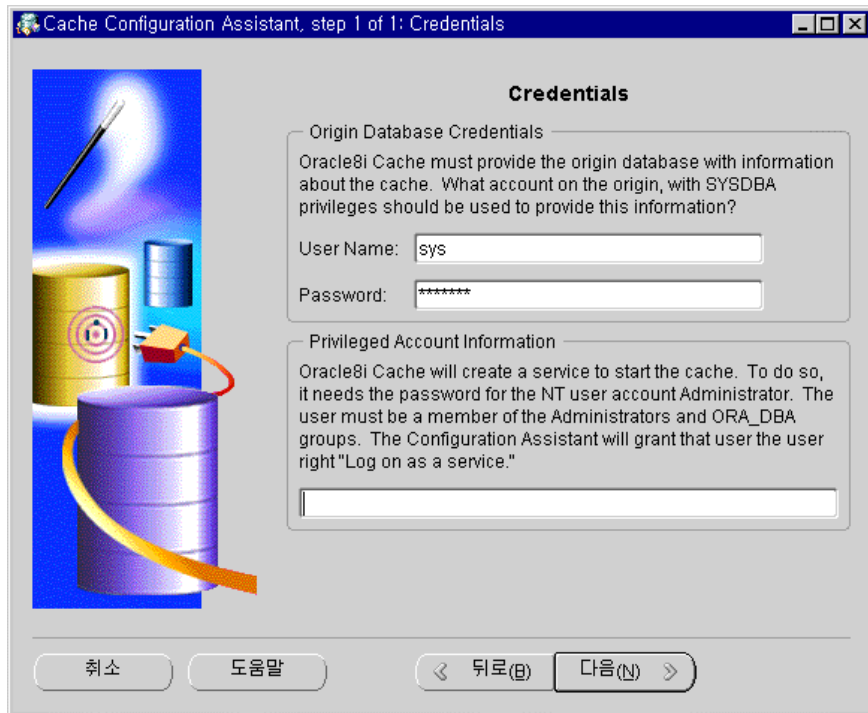 Cache Configuration Assistant, step 1 of 1: Credentials
Credentials
Origin Database Credentials
Oracle8i Cache must provide the origin database with information
about the cache. What account on the origin, with SYSDBA
privileges should be used to provide this information?
User Name: sys
Password: *******
Privileged Account Information
Oracle8i Cache will create a service to start the cache. To do so,
it needs the password for the NT user account Administrator. The
user must be a member of the Administrators and ORA_DBA
groups. The Configuration Assistant will grant that user the user
right "Log on as a service."
취소 도움말 뒤로(B) 다음(N)